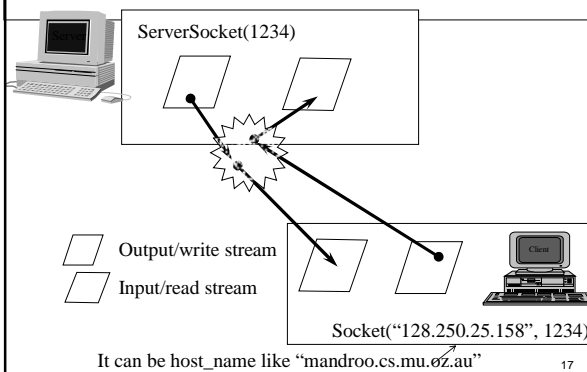 Server
ServerSocket(1234)
Output/write stream
Input/read stream
Client
Socket(“128.250.25.158”, 1234)
It can be host_name like “mandroo.cs.mu.oz.au”
17